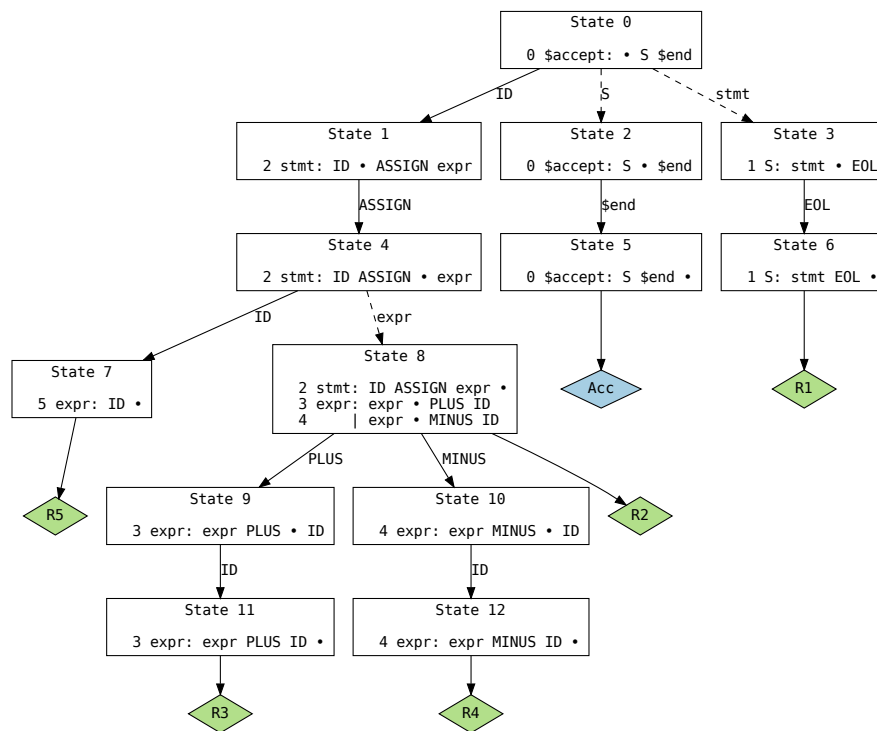 State 0
0 $accept: • S $end
ID
S
stmt
State 1
2 stmt: ID • ASSIGN expr
State 2
0 $accept: S • $end
State 3
1 S: stmt • EOL
ASSIGN
$end
EOL
State 4
2 stmt: ID ASSIGN • expr
State 5
0 $accept: S $end •
State 6
1 S: stmt EOL •
ID
expr
State 7
5 expr: ID •
State 8
2 stmt: ID ASSIGN expr •
3 expr: expr • PLUS ID
4 | expr • MINUS ID
Acc
R1
PLUS
MINUS
R5
State 9
3 expr: expr PLUS • ID
State 10
4 expr: expr MINUS • ID
R2
ID
ID
State 11
3 expr: expr PLUS ID •
State 12
4 expr: expr MINUS ID •
R3
R4